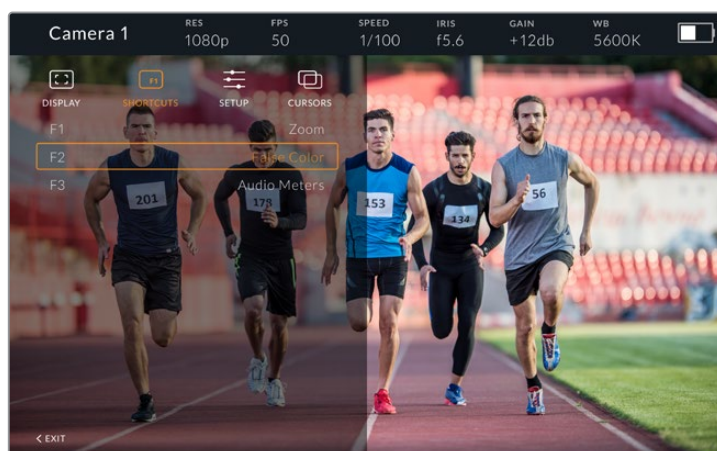 Camera 1
RES FPS SPEED IRIS GAIN WB
1080p 50 1/100 f5.6 +12db 5600K
F1
DISPLAY SHORTCUTS SETUP CURSORS
F1 Zoom
F2 False Color
F3 Audio Meters
201 178 153 134 56
< EXIT